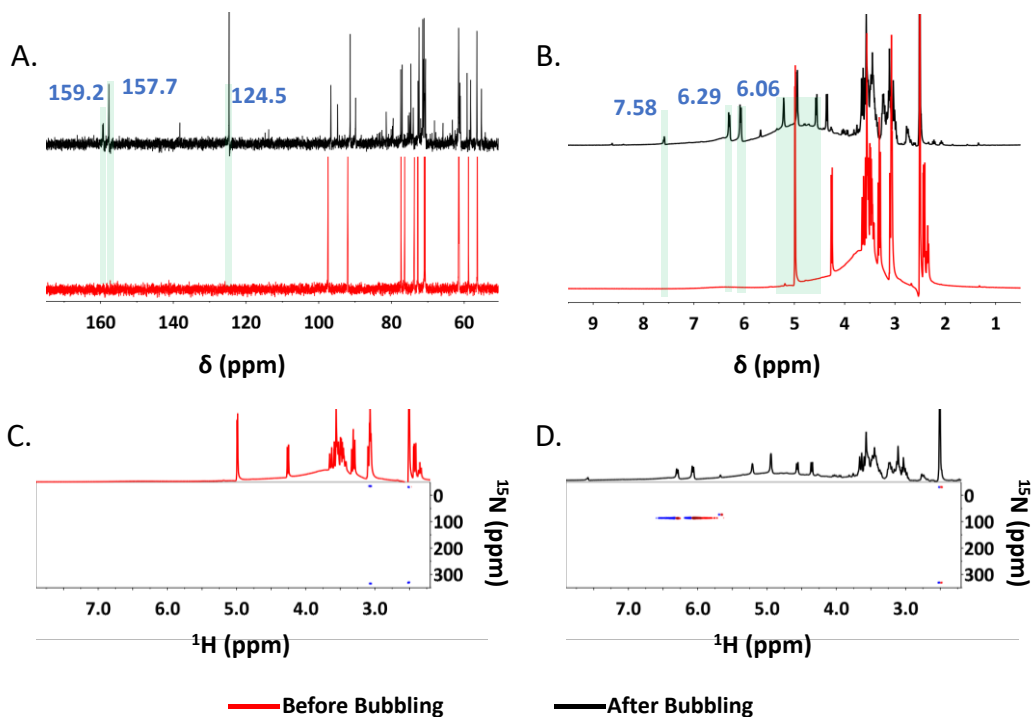 A.
159.2
157.7
124.5
160 140 120 100 80 60
δ (ppm)
B.
7.58
6.29
6.06
9 8 7 6 5 4 3 2 1
δ (ppm)
C.
0
100
200
300
¹⁵N (ppm)
7.0 6.0 5.0 4.0 3.0
¹H (ppm)
D.
0
100
200
300
¹⁵N (ppm)
7.0 6.0 5.0 4.0 3.0
¹H (ppm)
Before Bubbling
After Bubbling